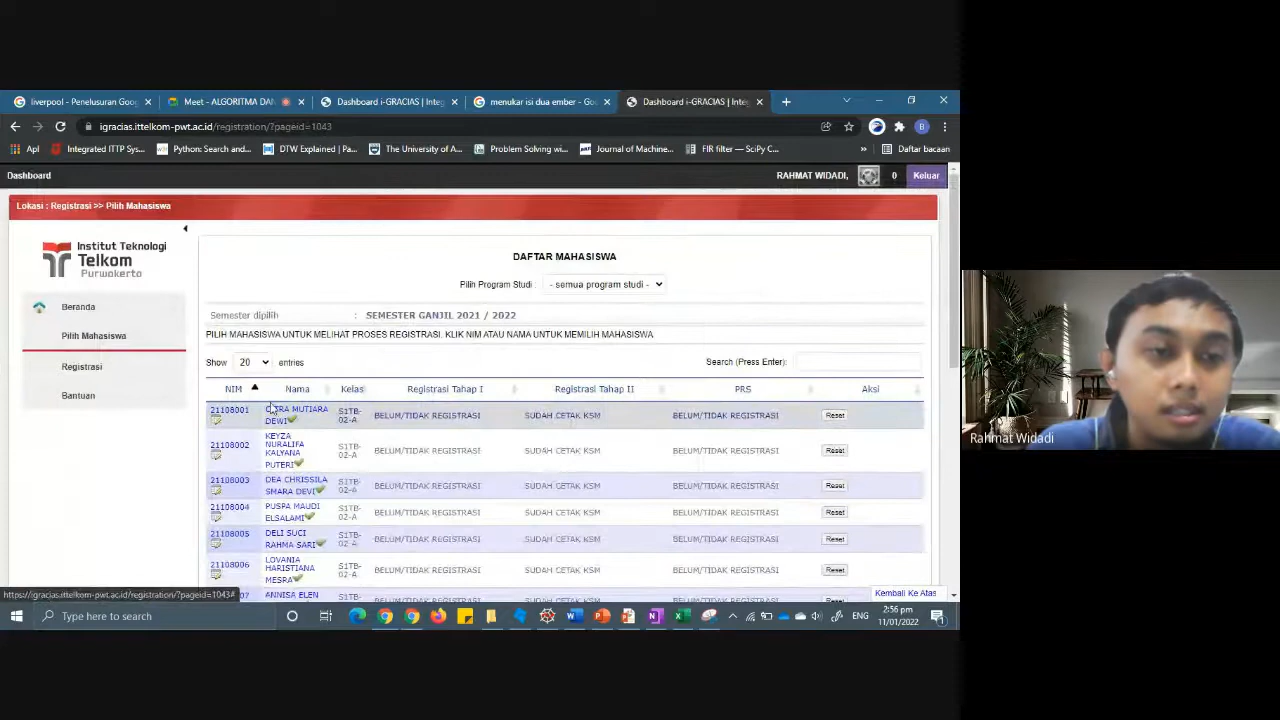 liverpool - Penelusuran Goog
Meet - ALGORITMA DAN
Dashboard i-GRACIAS | Integ
menukar isi dua ember - Goo
Dashboard i-GRACIAS | Integ
igracias.ittelkom-pwt.ac.id/registration/?pageid=1043
Apl
Integrated ITTP Sys...
Python: Search and...
DTW Explained | Pa...
The University of A...
Problem Solving wi...
Journal of Machine...
FIR filter — SciPy C...
»
Daftar bacaan
Dashboard
RAHMAT WIDADI,
0
Keluar
Lokasi : Registrasi >> Pilih Mahasiswa
Institut Teknologi
Telkom
Purwokerto
Beranda
Pilih Mahasiswa
Registrasi
Bantuan
DAFTAR MAHASISWA
Pilih Program Studi : - semua program studi -
Semester dipilih : SEMESTER GANJIL 2021 / 2022
PILIH MAHASISWA UNTUK MELIHAT PROSES REGISTRASI. KLIK NIM ATAU NAMA UNTUK MEMILIH MAHASISWA
Show 20 entries
Search (Press Enter):
NIM Nama Kelas Registrasi Tahap I Registrasi Tahap II PRS Aksi
21108001 MUTIARA DEWI S1TB-02-A BELUM/TIDAK REGISTRASI SUDAH CETAK KSM BELUM/TIDAK REGISTRASI Reset
21108002 KEYZA NURALIFA KALYANA PUTERI S1TB-02-A BELUM/TIDAK REGISTRASI SUDAH CETAK KSM BELUM/TIDAK REGISTRASI Reset
21108003 DEA CHRISSILA SMARA DEVI S1TB-02-A BELUM/TIDAK REGISTRASI SUDAH CETAK KSM BELUM/TIDAK REGISTRASI Reset
21108004 PUSPA MAUDI ELSALAMI S1TB-02-A BELUM/TIDAK REGISTRASI SUDAH CETAK KSM BELUM/TIDAK REGISTRASI Reset
21108005 DELI SUCI RAHMA SARI S1TB-02-A BELUM/TIDAK REGISTRASI SUDAH CETAK KSM BELUM/TIDAK REGISTRASI Reset
21108006 LOVANIA HARISTIANA MESRA S1TB-02-A BELUM/TIDAK REGISTRASI SUDAH CETAK KSM BELUM/TIDAK REGISTRASI Reset
ANNISA ELEN
https://igracias.ittelkom-pwt.ac.id/registration/?pageid=1043#
Kembali Ke Atas
Type here to search
ENG
2:56 pm
11/01/2022
Rahmat Widadi